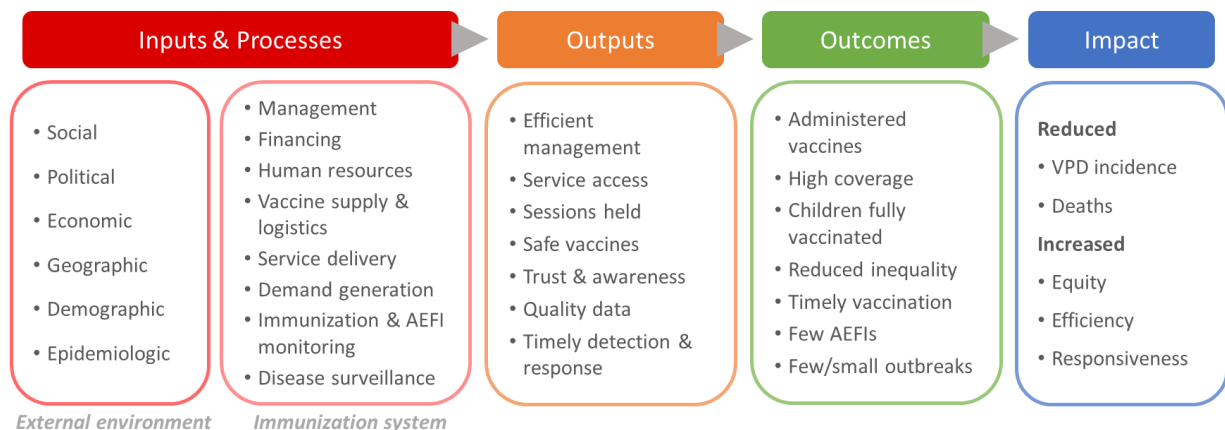 Inputs & Processes
Outputs
Outcomes
Impact
• Social
• Political
• Economic
• Geographic
• Demographic
• Epidemiologic
• Management
• Financing
• Human resources
• Vaccine supply &
logistics
• Service delivery
• Demand generation
• Immunization & AEFI
monitoring
• Disease surveillance
• Efficient
management
• Service access
• Sessions held
• Safe vaccines
• Trust & awareness
• Quality data
• Timely detection &
response
• Administered
vaccines
• High coverage
• Children fully
vaccinated
• Reduced inequality
• Timely vaccination
• Few AEFIs
• Few/small outbreaks
Reduced
• VPD incidence
• Deaths
Increased
• Equity
• Efficiency
• Responsiveness
External environment
Immunization system